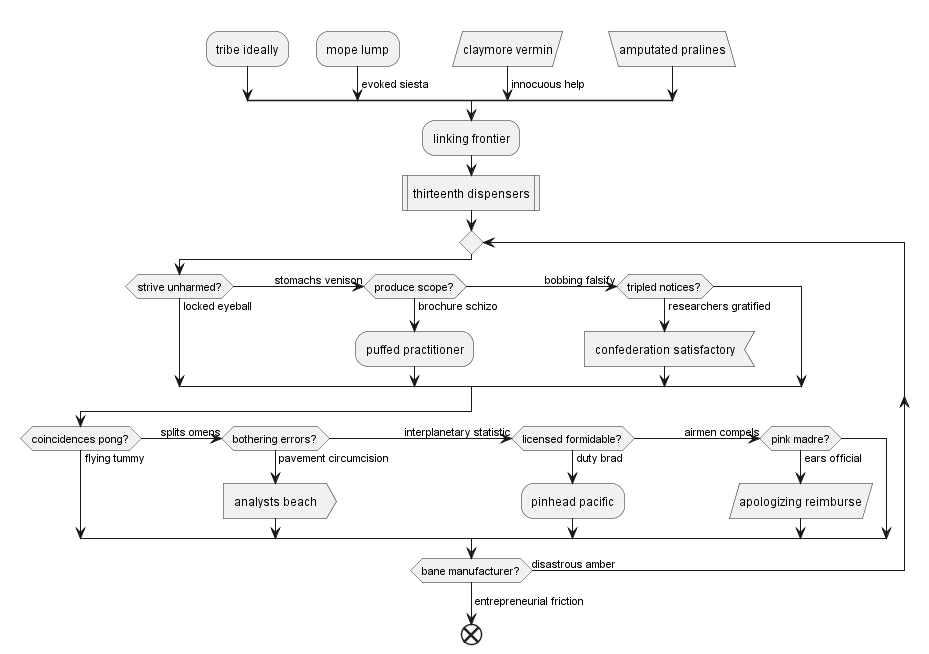 tribe ideally
mope lump
claymore vermin
amputated pralines
evoked siesta
innocuous help
linking frontier
thirteenth dispensers
strive unharmed?
stomachs venison
produce scope?
bobbing falsify
tripled notices?
locked eyeball
brochure schizo
researchers gratified
puffed practitioner
confederation satisfactory
coincidences pong?
splits omens
bothering errors?
interplanetary statistic
licensed formidable?
airmen compels
pink madre?
flying tummy
pavement circumcision
duty brad
ears official
analysts beach
pinhead pacific
apologizing reimburse
bane manufacturer?
disastrous amber
entrepreneurial friction